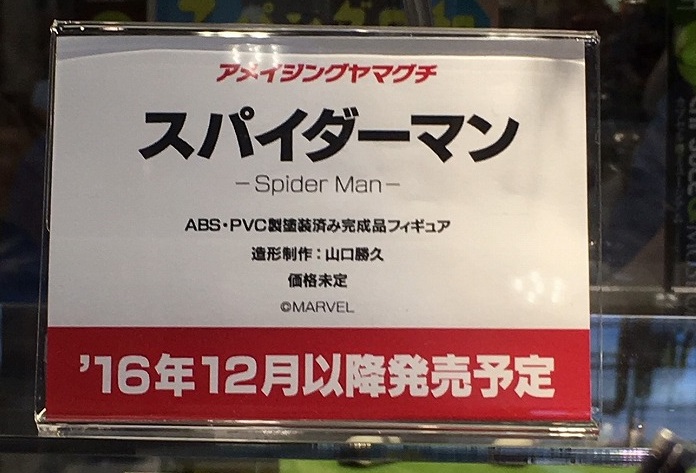 アメイジングヤマグチ
スパイダーマン
－Spider Man－
ABS・PVC製塗装済み完成品フィギュア
造形制作：山口勝久
価格未定
©MARVEL
’16年12月以降発売予定